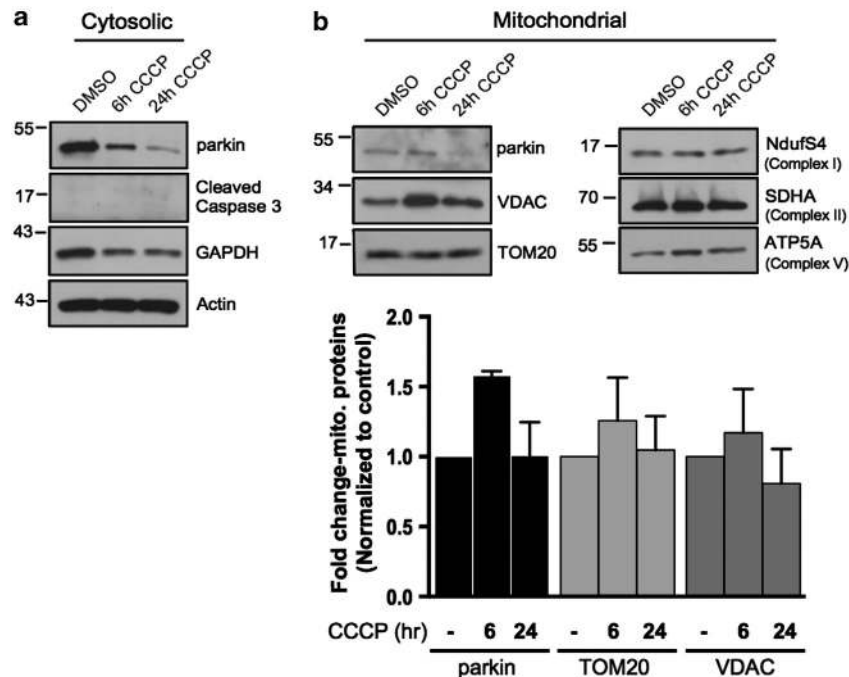 a
Cytosolic
DMSO
6h CCCP
24h CCCP
55
parkin
17
Cleaved
Caspase 3
43
GAPDH
43
Actin
b
Mitochondrial
DMSO
6h CCCP
24h CCCP
55
parkin
34
VDAC
17
TOM20
DMSO
6h CCCP
24h CCCP
17
NdufS4
(Complex I)
70
SDHA
(Complex II)
55
ATP5A
(Complex V)
Fold change-mito. proteins
(Normalized to control)
2.0
1.5
1.0
0.5
0.0
CCCP (hr) - 6 24 - 6 24 - 6 24
parkin TOM20 VDAC